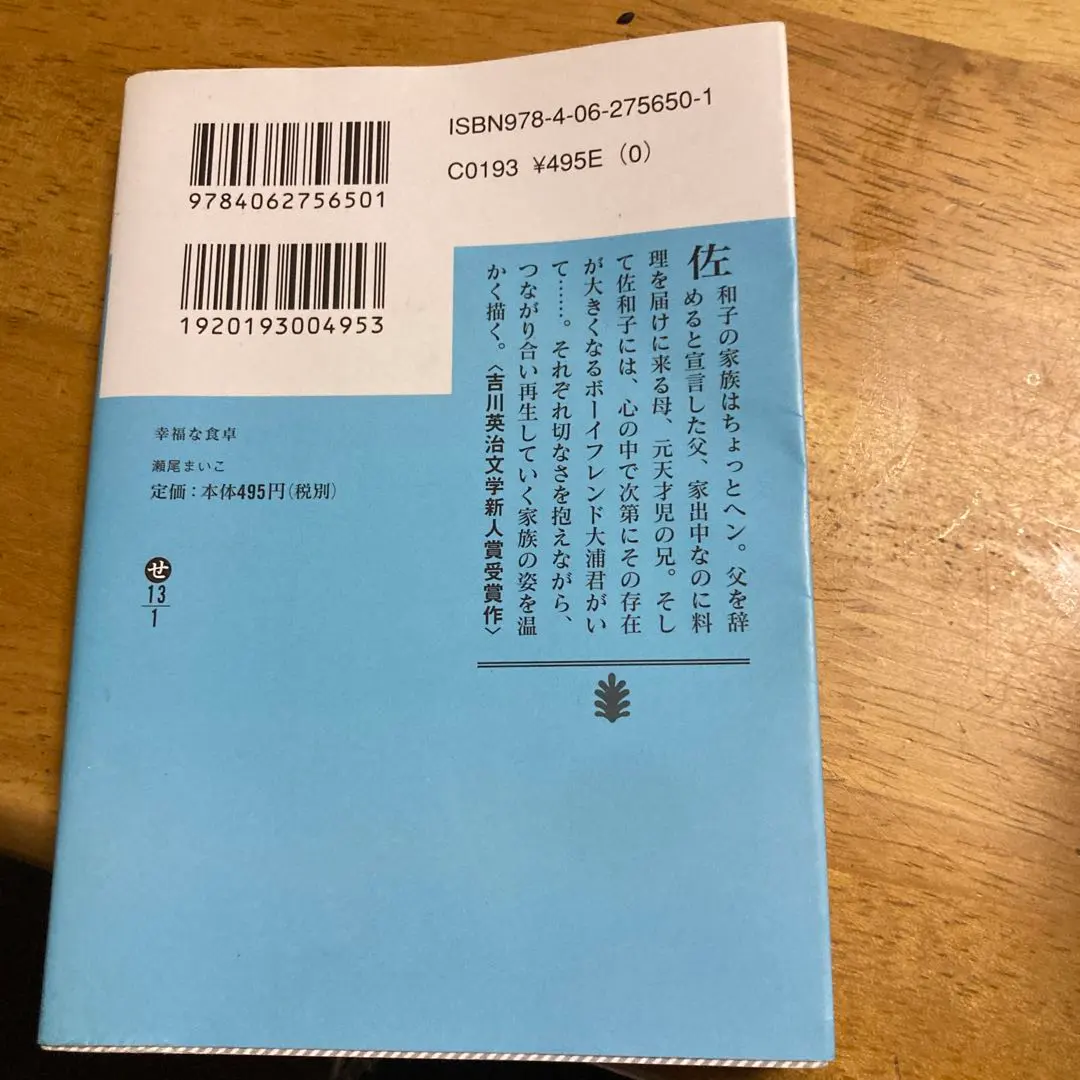 ISBN978-4-06-275650-1
C0193 ¥495E (0)
9784062756501
1920193004953
佐和子の家族はちょっとヘン。父を辞
めると宣言した父、家出中なのに料
理を届けに来る母、元天才児の兄。そし
て佐和子には、心の中で次第にその存在
が大きくなるボーイフレンド大浦君がい
て……。それぞれ切なさを抱えながら、
つながり合い再生していく家族の姿を温
かく描く。〈吉川英治文学新人賞受賞作〉
幸福な食卓
瀬尾まいこ
定価:本体495円(税別)
せ
13
1